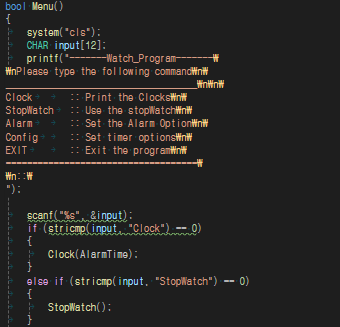 bool Menu()
{
system("cls");
CHAR input[12];
printf("-------Watch_Program-------₩
₩nPlease type the following command₩n₩
____________________________________₩n₩n₩
Clock :: Print the Clocks₩n₩
StopWatch :: Use the stopWatch₩n₩
Alarm :: Set the Alarm Option₩n₩
Config :: Set timer options₩n₩
EXIT :: Exit the program₩n₩
====================================₩
₩n::₩
");
scanf("%s", &input);
if (stricmp(input, "Clock") == 0)
{
Clock(AlarmTime);
}
else if (stricmp(input, "StopWatch") == 0)
{
StopWatch();
}